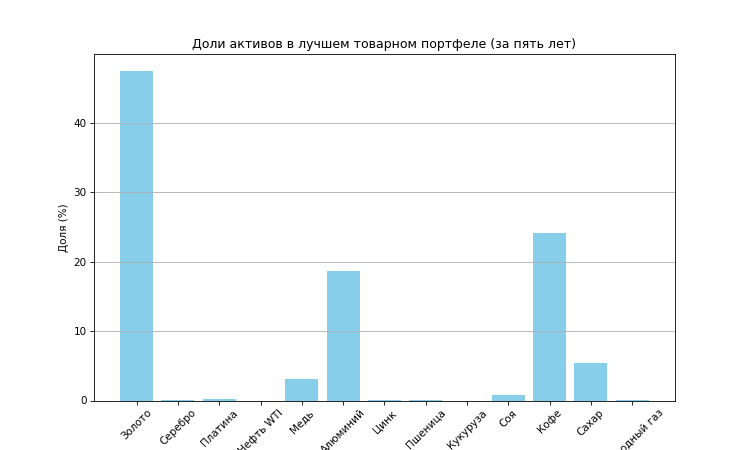 Доли активов в лучшем товарном портфеле (за пять лет)
Доля (%)
40
30
20
10
0
Золото
Серебро
Платина
Нефть WTI
Медь
Алюминий
Цинк
Пшеница
Кукуруза
Соя
Кофе
Сахар
газ